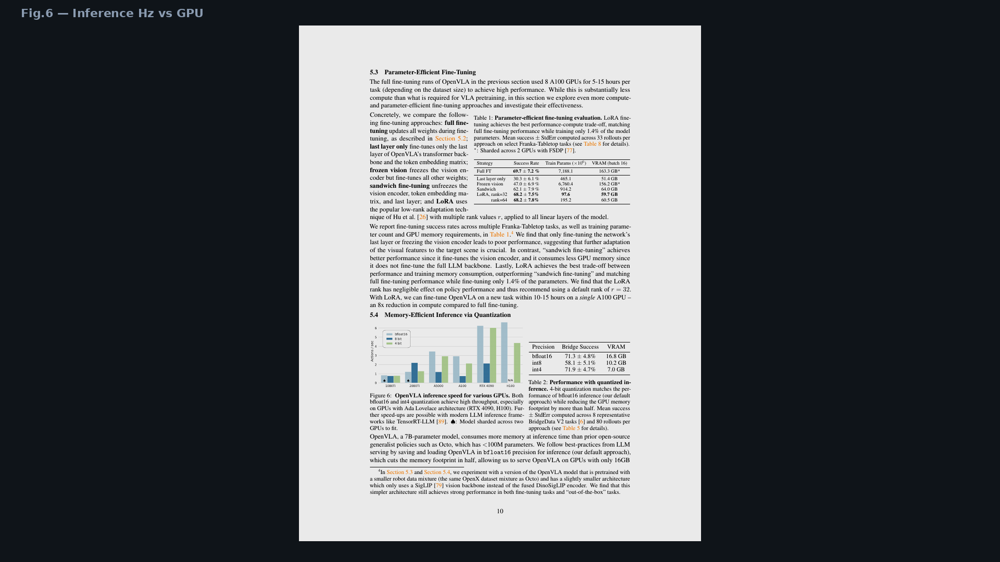 Fig.6 — Inference Hz vs GPU
5.3 Parameter-Efficient Fine-Tuning
The full fine-tuning runs of OpenVLA in the previous section used 8 A100 GPUs for 5-15 hours per
task (depending on the dataset size) to achieve high performance. While this is substantially less
compute than what is required for VLA pretraining, in this section we explore even more compute-
and parameter-efficient fine-tuning approaches and investigate their effectiveness.
Concretely, we compare the follow-
ing fine-tuning approaches: full fine-
tuning updates all weights during fine-
tuning, as described in Section 5.2;
last layer only fine-tunes only the last
layer of OpenVLA's transformer back-
bone and the token embedding matrix;
frozen vision freezes the vision en-
coder but fine-tunes all other weights;
sandwich fine-tuning unfreezes the
vision encoder, token embedding ma-
trix, and last layer; and LoRA uses
the popular low-rank adaptation tech-
nique of Hu et al. [26] with multiple rank values r, applied to all linear layers of the model.
Table 1: Parameter-efficient fine-tuning evaluation. LoRA fine-
tuning achieves the best performance-compute trade-off, matching
full fine-tuning performance while training only 1.4% of the model
parameters. Mean success ± StdErr computed across 33 rollouts per
approach on select Franka-Tabletop tasks (see Table 8 for details).
*: Sharded across 2 GPUs with FSDP [77].
Strategy Success Rate Train Params (×10⁶) VRAM (batch 16)
Full FT 69.7 ± 7.2 % 7,188.1 163.3 GB*
Last layer only 30.3 ± 6.1 % 465.1 51.4 GB
Frozen vision 47.0 ± 6.9 % 6,760.4 156.2 GB*
Sandwich 62.1 ± 7.9 % 914.2 64.0 GB
LoRA, rank=32 68.2 ± 7.5% 97.6 59.7 GB
rank=64 68.2 ± 7.8% 195.2 60.5 GB
We report fine-tuning success rates across multiple Franka-Tabletop tasks, as well as training parame-
ter count and GPU memory requirements, in Table 1.⁴ We find that only fine-tuning the network's
last layer or freezing the vision encoder leads to poor performance, suggesting that further adaptation
of the visual features to the target scene is crucial. In contrast, “sandwich fine-tuning” achieves
better performance since it fine-tunes the vision encoder, and it consumes less GPU memory since
it does not fine-tune the full LLM backbone. Lastly, LoRA achieves the best trade-off between
performance and training memory consumption, outperforming “sandwich fine-tuning” and matching
full fine-tuning performance while fine-tuning only 1.4% of the parameters. We find that the LoRA
rank has negligible effect on policy performance and thus recommend using a default rank of r = 32.
With LoRA, we can fine-tune OpenVLA on a new task within 10-15 hours on a single A100 GPU –
an 8x reduction in compute compared to full fine-tuning.
5.4 Memory-Efficient Inference via Quantization
Actions / sec
6
5
4
3
2
1
0
bfloat16
8 bit
4 bit
♠ ♠ N/A
1080Ti 2080Ti A5000 A100 RTX 4090 H100
Figure 6: OpenVLA inference speed for various GPUs. Both
bfloat16 and int4 quantization achieve high throughput, especially
on GPUs with Ada Lovelace architecture (RTX 4090, H100). Fur-
ther speed-ups are possible with modern LLM inference frame-
works like TensorRT-LLM [89]. ♠: Model sharded across two
GPUs to fit.
Precision Bridge Success VRAM
bfloat16 71.3 ± 4.8% 16.8 GB
int8 58.1 ± 5.1% 10.2 GB
int4 71.9 ± 4.7% 7.0 GB
Table 2: Performance with quantized in-
ference. 4-bit quantization matches the per-
formance of bfloat16 inference (our default
approach) while reducing the GPU memory
footprint by more than half. Mean success
± StdErr computed across 8 representative
BridgeData V2 tasks [6] and 80 rollouts per
approach (see Table 5 for details).
OpenVLA, a 7B-parameter model, consumes more memory at inference time than prior open-source
generalist policies such as Octo, which has <100M parameters. We follow best-practices from LLM
serving by saving and loading OpenVLA in bfloat16 precision for inference (our default approach),
which cuts the memory footprint in half, allowing us to serve OpenVLA on GPUs with only 16GB
⁴In Section 5.3 and Section 5.4, we experiment with a version of the OpenVLA model that is pretrained with
a smaller robot data mixture (the same OpenX dataset mixture as Octo) and has a slightly smaller architecture
which only uses a SigLIP [79] vision backbone instead of the fused DinoSigLIP encoder. We find that this
simpler architecture still achieves strong performance in both fine-tuning tasks and “out-of-the-box” tasks.
10